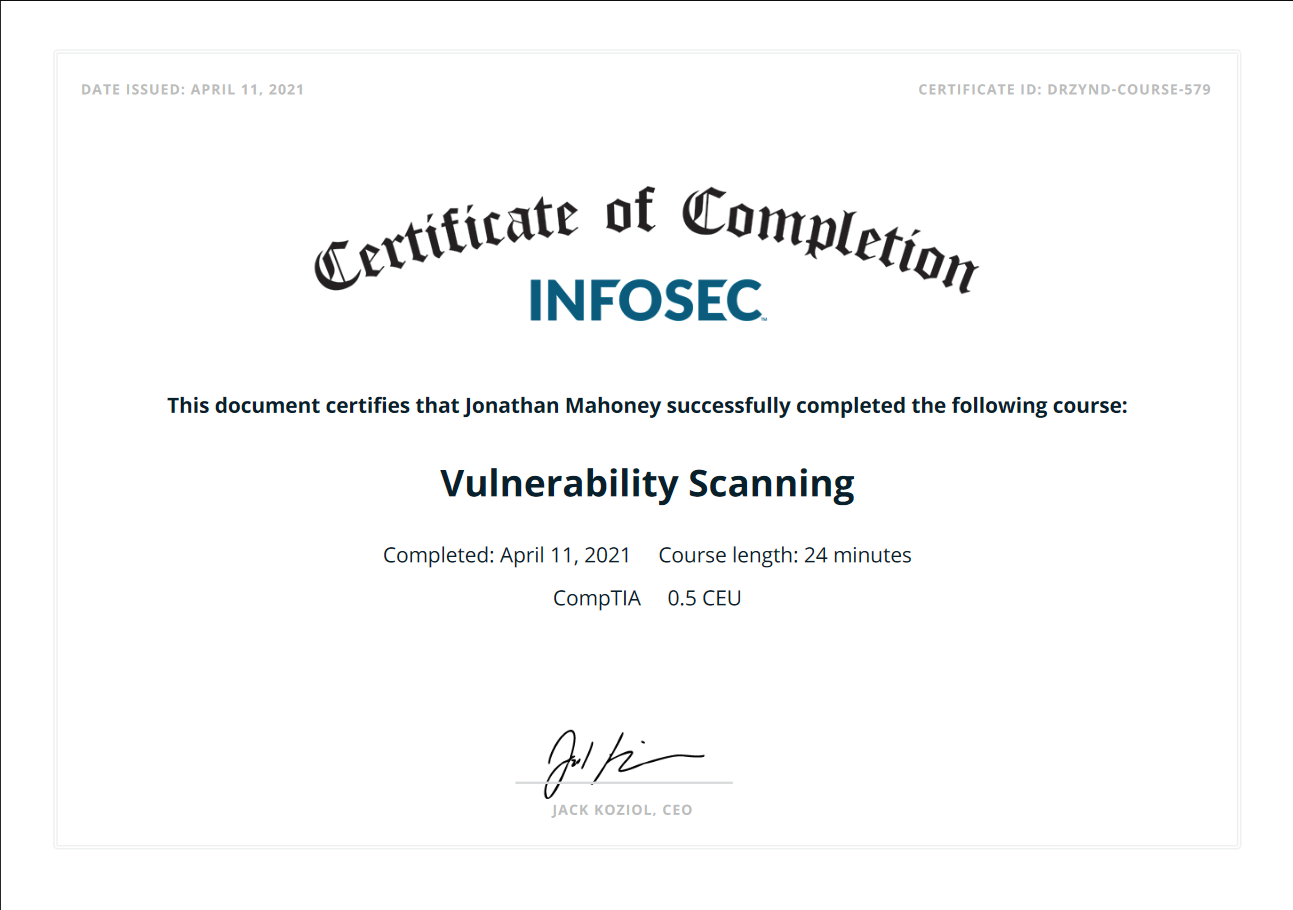 DATE ISSUED: APRIL 11, 2021
CERTIFICATE ID: DRZYND-COURSE-579
Certificate of Completion
INFOSEC™
This document certifies that Jonathan Mahoney successfully completed the following course:
Vulnerability Scanning
Completed: April 11, 2021 Course length: 24 minutes
CompTIA 0.5 CEU
JACK KOZIOL, CEO